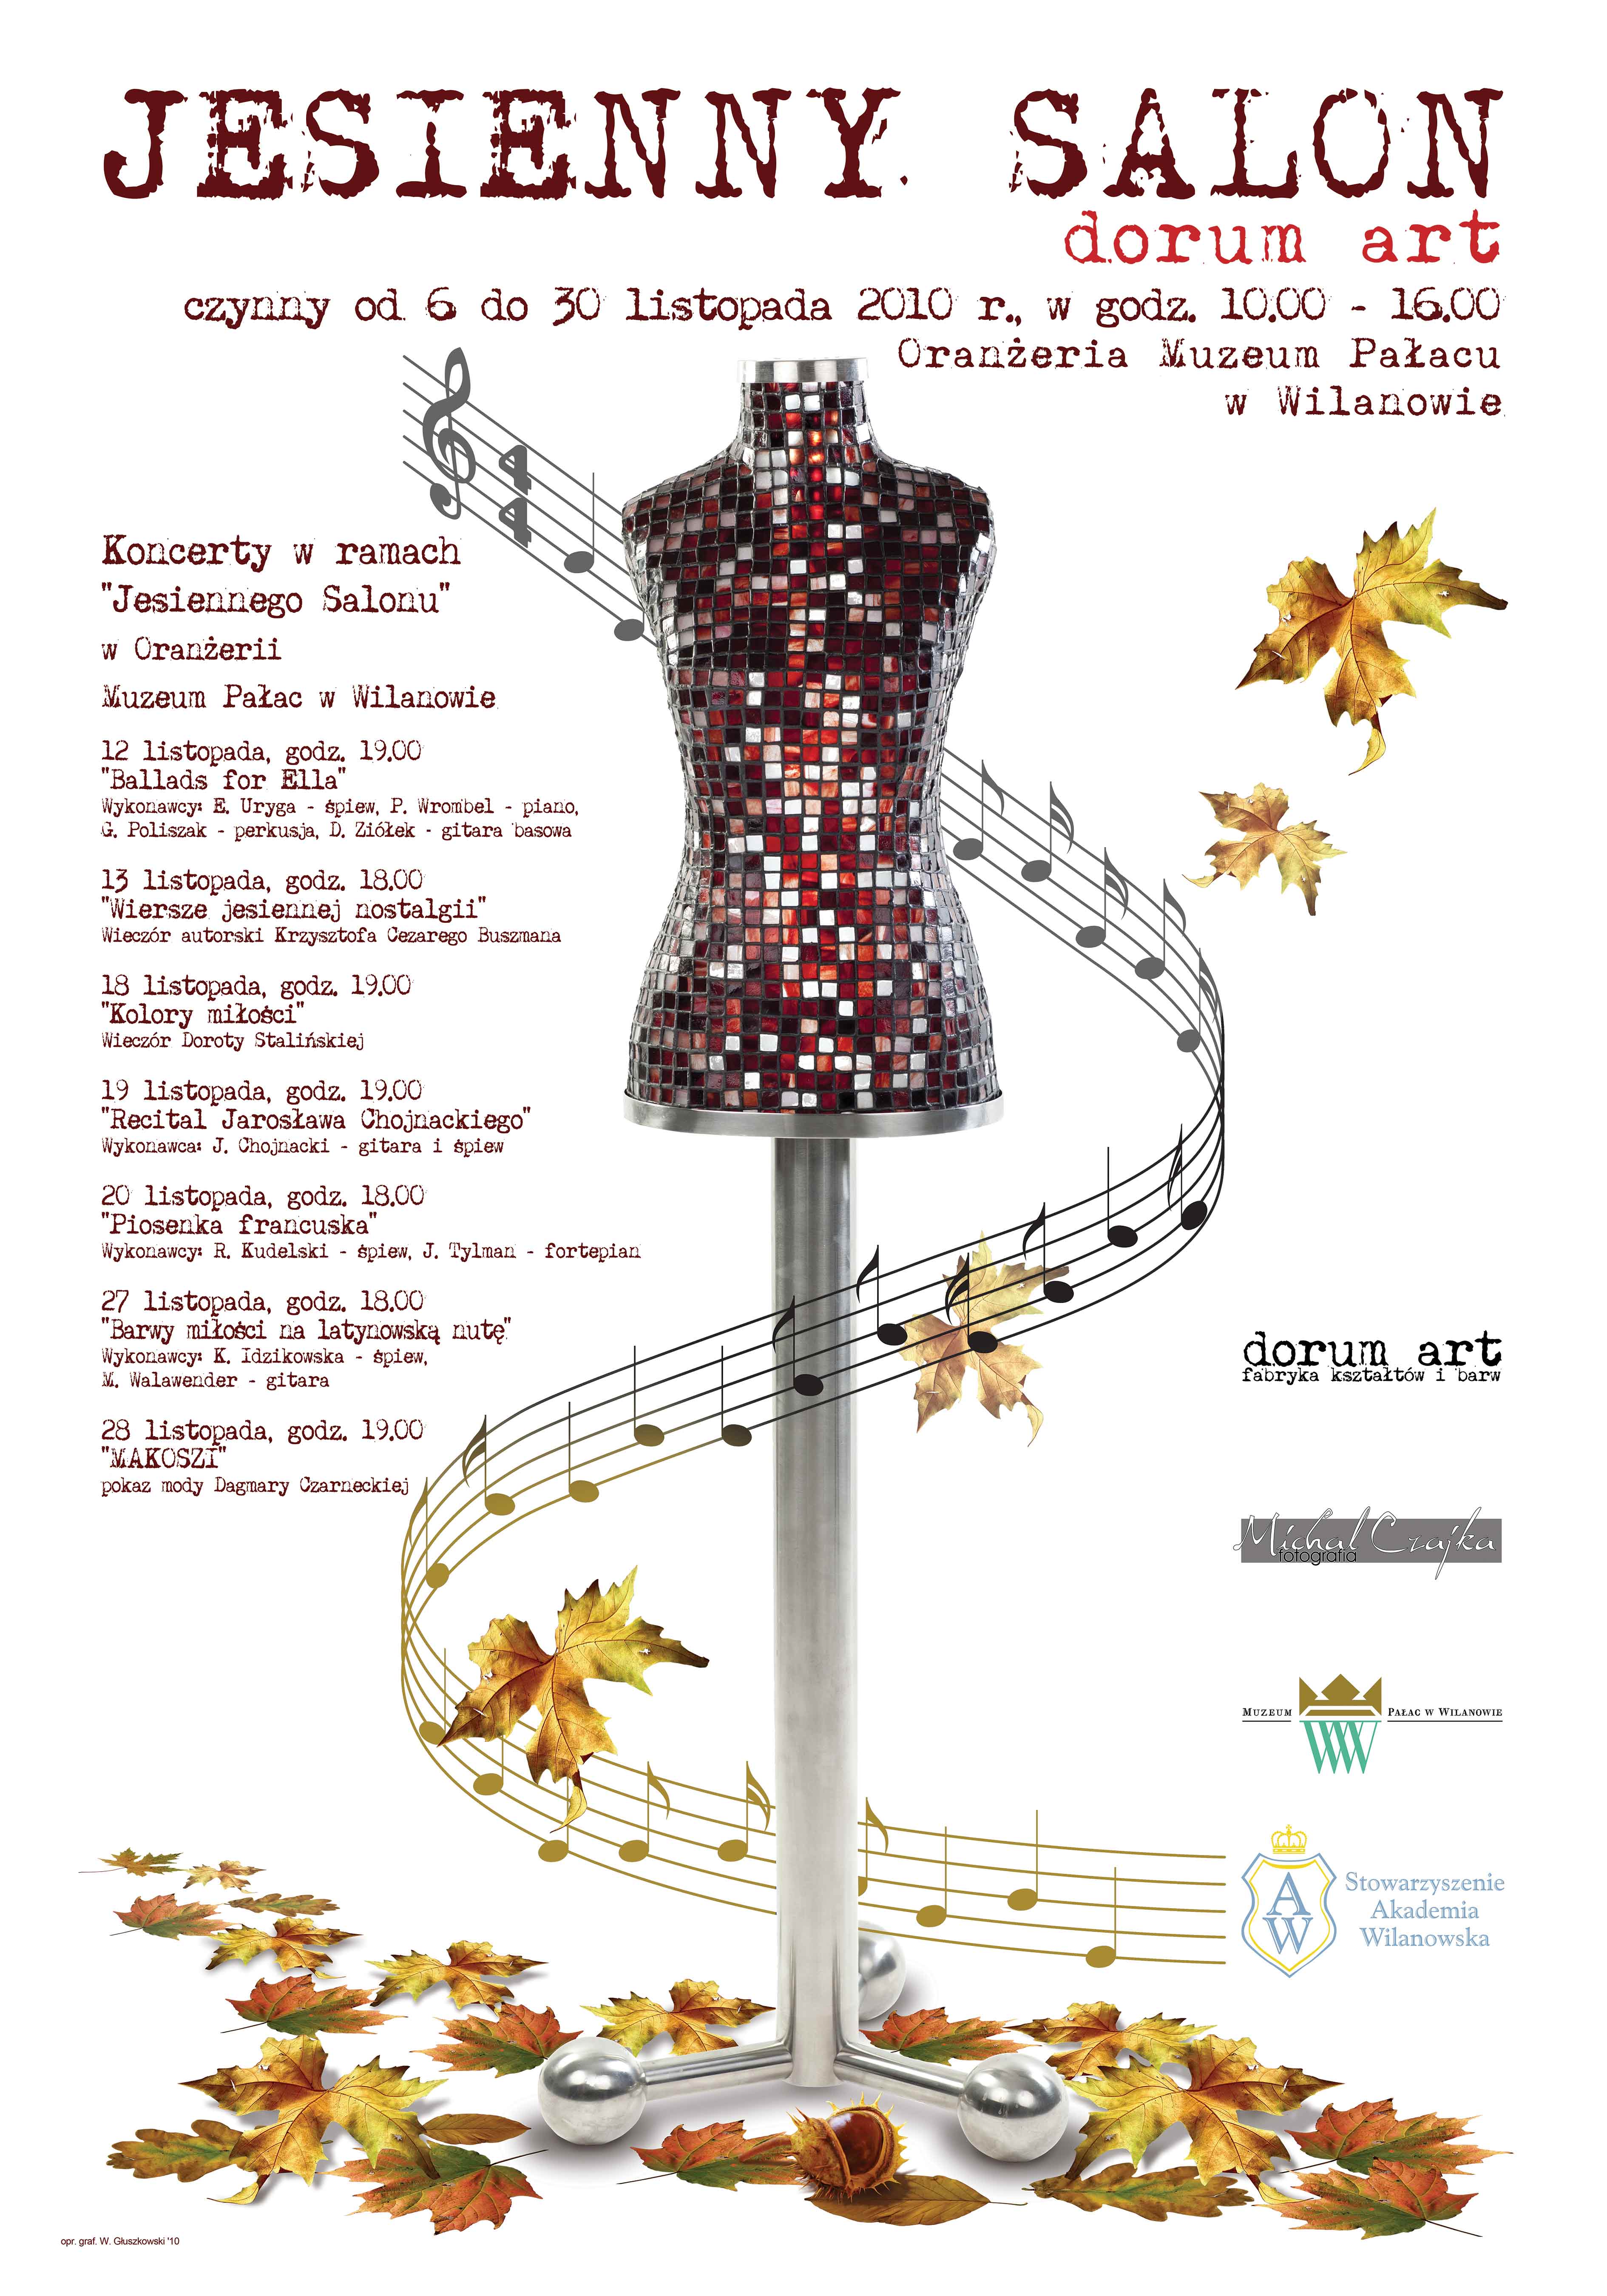 JESIENNY SALON
dorum art
czynny od 6 do 30 listopada 2010 r., w godz. 10.00 - 16.00
Oranżeria Muzeum Pałacu
w Wilanowie
4
4
Koncerty w ramach
"Jesiennego Salonu"
w Oranżerii
Muzeum Pałac w Wilanowie
12 listopada, godz. 19.00
"Ballads for Ella"
Wykonawcy: E. Uryga - śpiew, P. Wrombel - piano,
G. Poliszak - perkusja, D. Ziółek - gitara basowa
13 listopada, godz. 18.00
"Wiersze jesiennej nostalgii"
Wieczór autorski Krzysztofa Cezarego Buszmana
18 listopada, godz. 19.00
"Kolory miłości"
Wieczór Doroty Stalińskiej
19 listopada, godz. 19.00
"Recital Jarosława Chojnackiego"
Wykonawca: J. Chojnacki - gitara i śpiew
20 listopada, godz. 18.00
"Piosenka francuska"
Wykonawcy: R. Kudelski - śpiew, J. Tylman - fortepian
27 listopada, godz. 18.00
"Barwy miłości na latynowską nutę"
Wykonawcy: K. Idzikowska - śpiew,
M. Walawender - gitara
28 listopada, godz. 19.00
"MAKOSZI"
pokaz mody Dagmary Czarneckiej
dorum art
fabryka kształtów i barw
Michal Czajka
fotografia
MUZEUM PAŁAC W WILANOWIE
AW
Stowarzyszenie
Akademia
Wilanowska
opr. graf. W. Głuszkowski '10